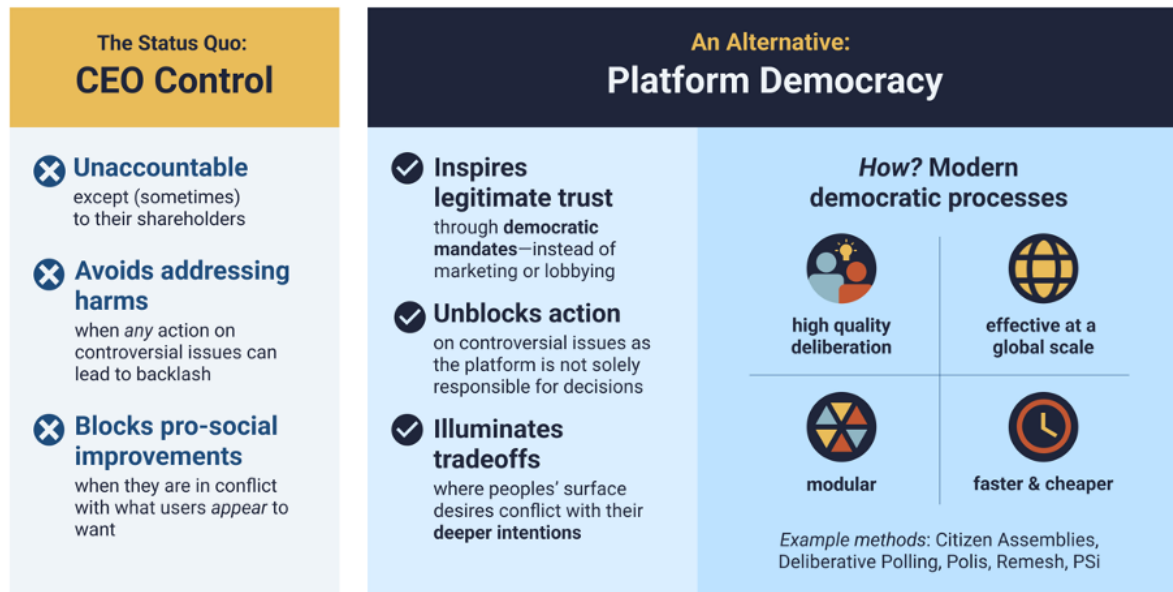 The Status Quo:
CEO Control
Unaccountable
except (sometimes)
to their shareholders
Avoids addressing
harms
when any action on
controversial issues can
lead to backlash
Blocks pro-social
improvements
when they are in conflict
with what users appear to
want
An Alternative:
Platform Democracy
Inspires
legitimate trust
through democratic
mandates—instead of
marketing or lobbying
Unblocks action
on controversial issues as
the platform is not solely
responsible for decisions
Illuminates
tradeoffs
where peoples’ surface
desires conflict with their
deeper intentions
How? Modern
democratic processes
high quality
deliberation
effective at a
global scale
modular
faster & cheaper
Example methods: Citizen Assemblies,
Deliberative Polling, Polis, Remesh, PSi